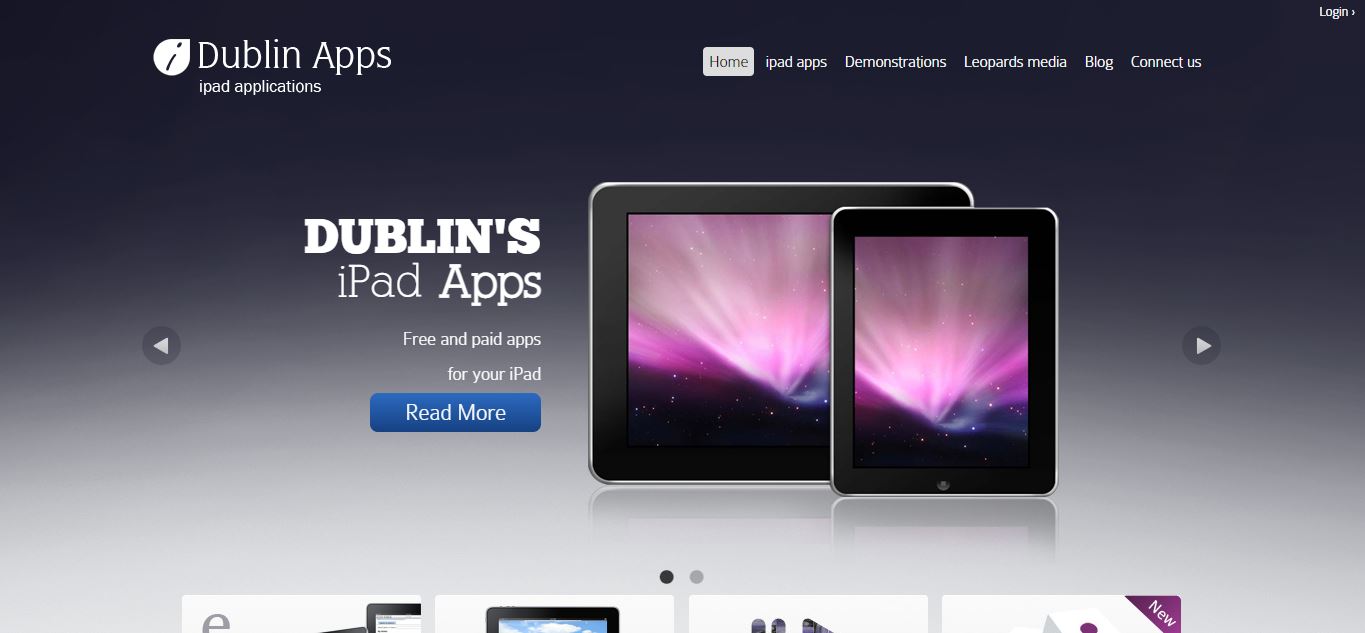 Login ›
Dublin Apps
ipad applications
Home ipad apps Demonstrations Leopards media Blog Connect us
DUBLIN'S
iPad Apps
Free and paid apps
for your iPad
Read More
e
New